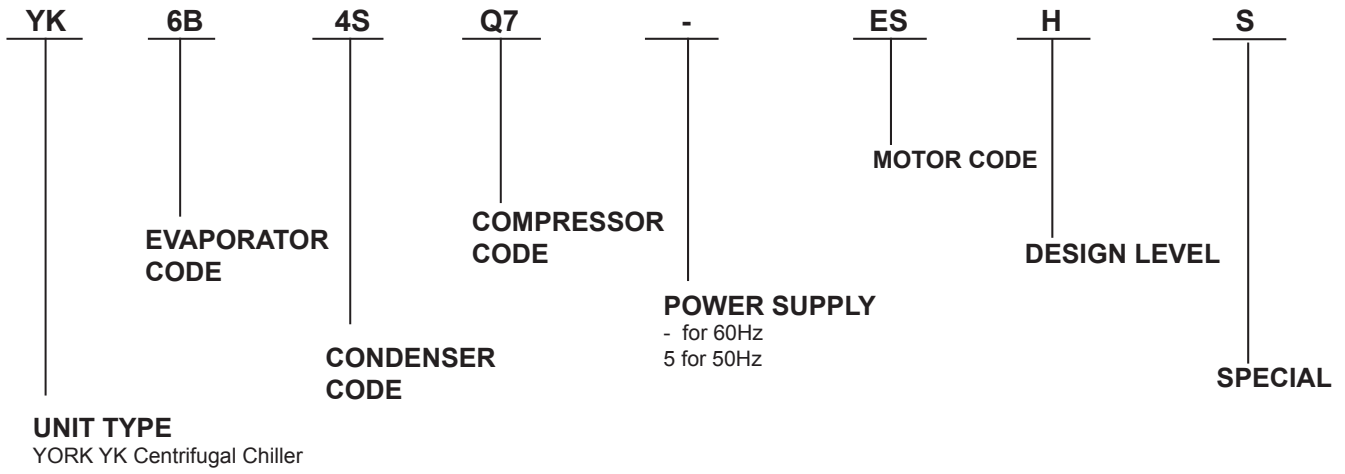 YK 6B 4S Q7 - ES H S
MOTOR CODE
COMPRESSOR
CODE
EVAPORATOR
CODE
DESIGN LEVEL
POWER SUPPLY
- for 60Hz
5 for 50Hz
CONDENSER
CODE
SPECIAL
UNIT TYPE
YORK YK Centrifugal Chiller